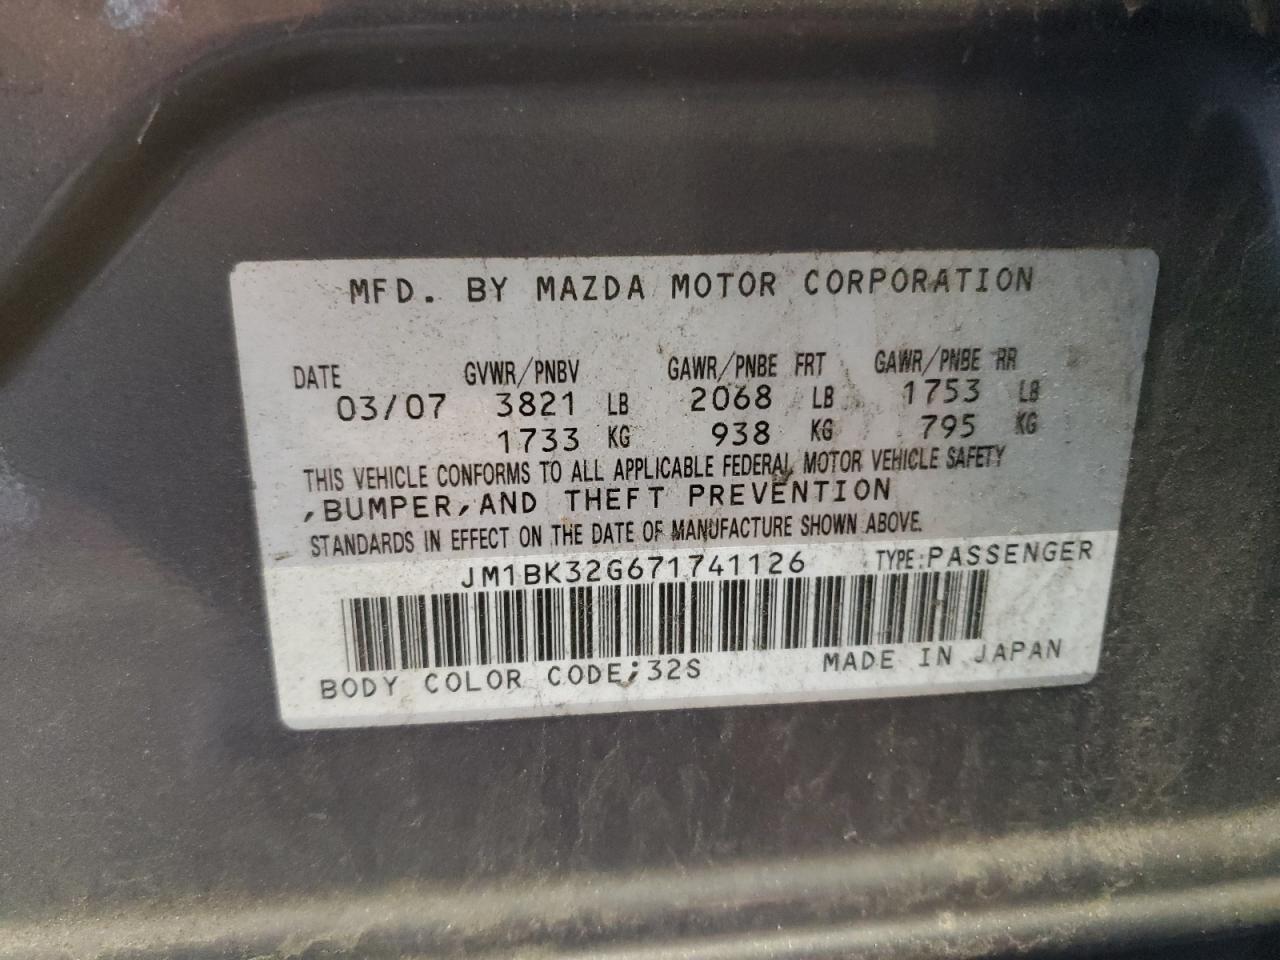 MFD. BY MAZDA MOTOR CORPORATION
DATE GVWR/PNBV GAWR/PNBE FRT GAWR/PNBE RR
03/07 3821 LB 2068 LB 1753 LB
1733 KG 938 KG 795 KG
THIS VEHICLE CONFORMS TO ALL APPLICABLE FEDERAL MOTOR VEHICLE SAFETY
,BUMPER,AND THEFT PREVENTION
STANDARDS IN EFFECT ON THE DATE OF MANUFACTURE SHOWN ABOVE.
JM1BK32G671741126 TYPE:PASSENGER
BODY COLOR CODE;32S MADE IN JAPAN